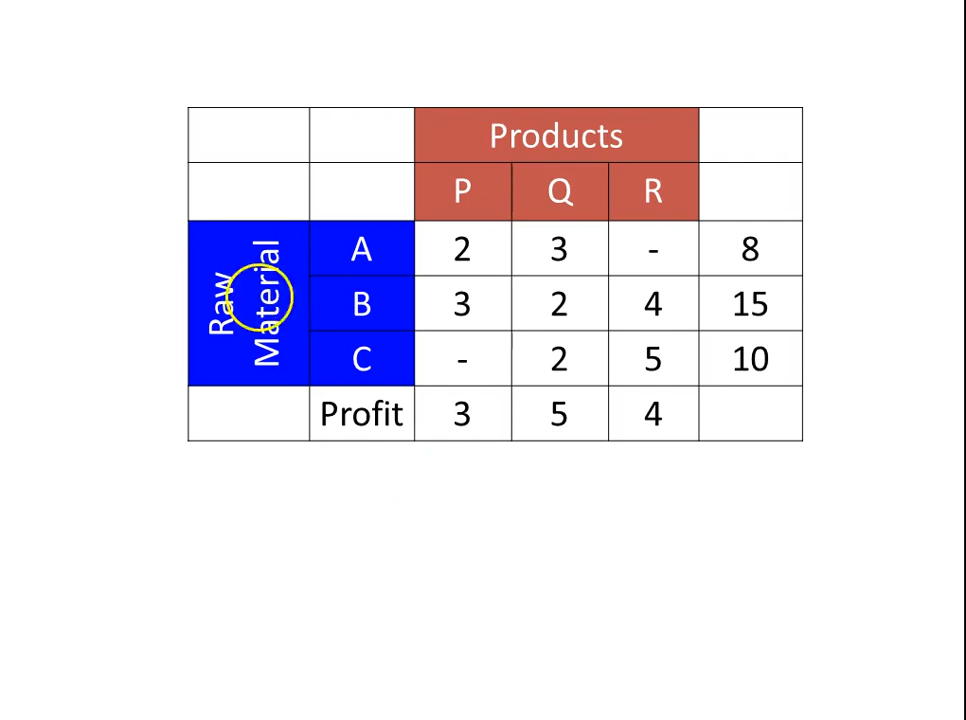 Products
P Q R
Raw Material
A 2 3 - 8
B 3 2 4 15
C - 2 5 10
Profit 3 5 4